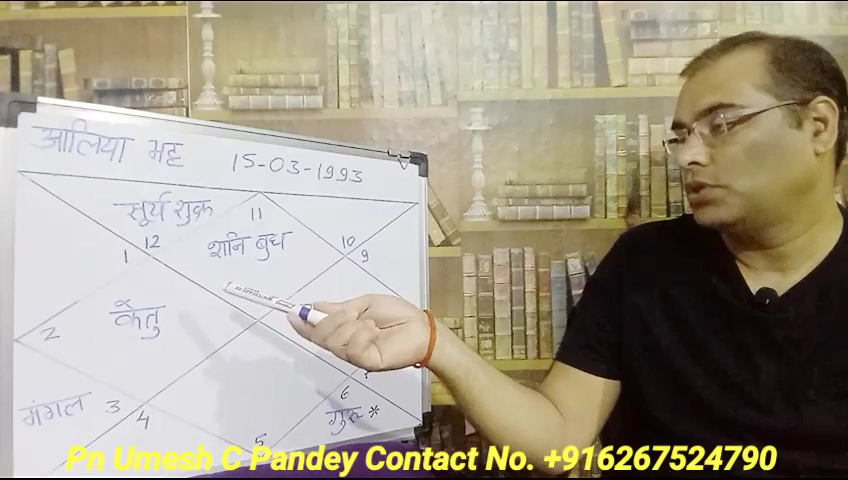 आलिया भट्ट 15-03-1993
सूर्य शुक्र 11
12 शनि बुध 10
1 9
केतु
2
मंगल 3 4 6
गुरू *
5
Pn Umesh C Pandey Contact No. +916267524790